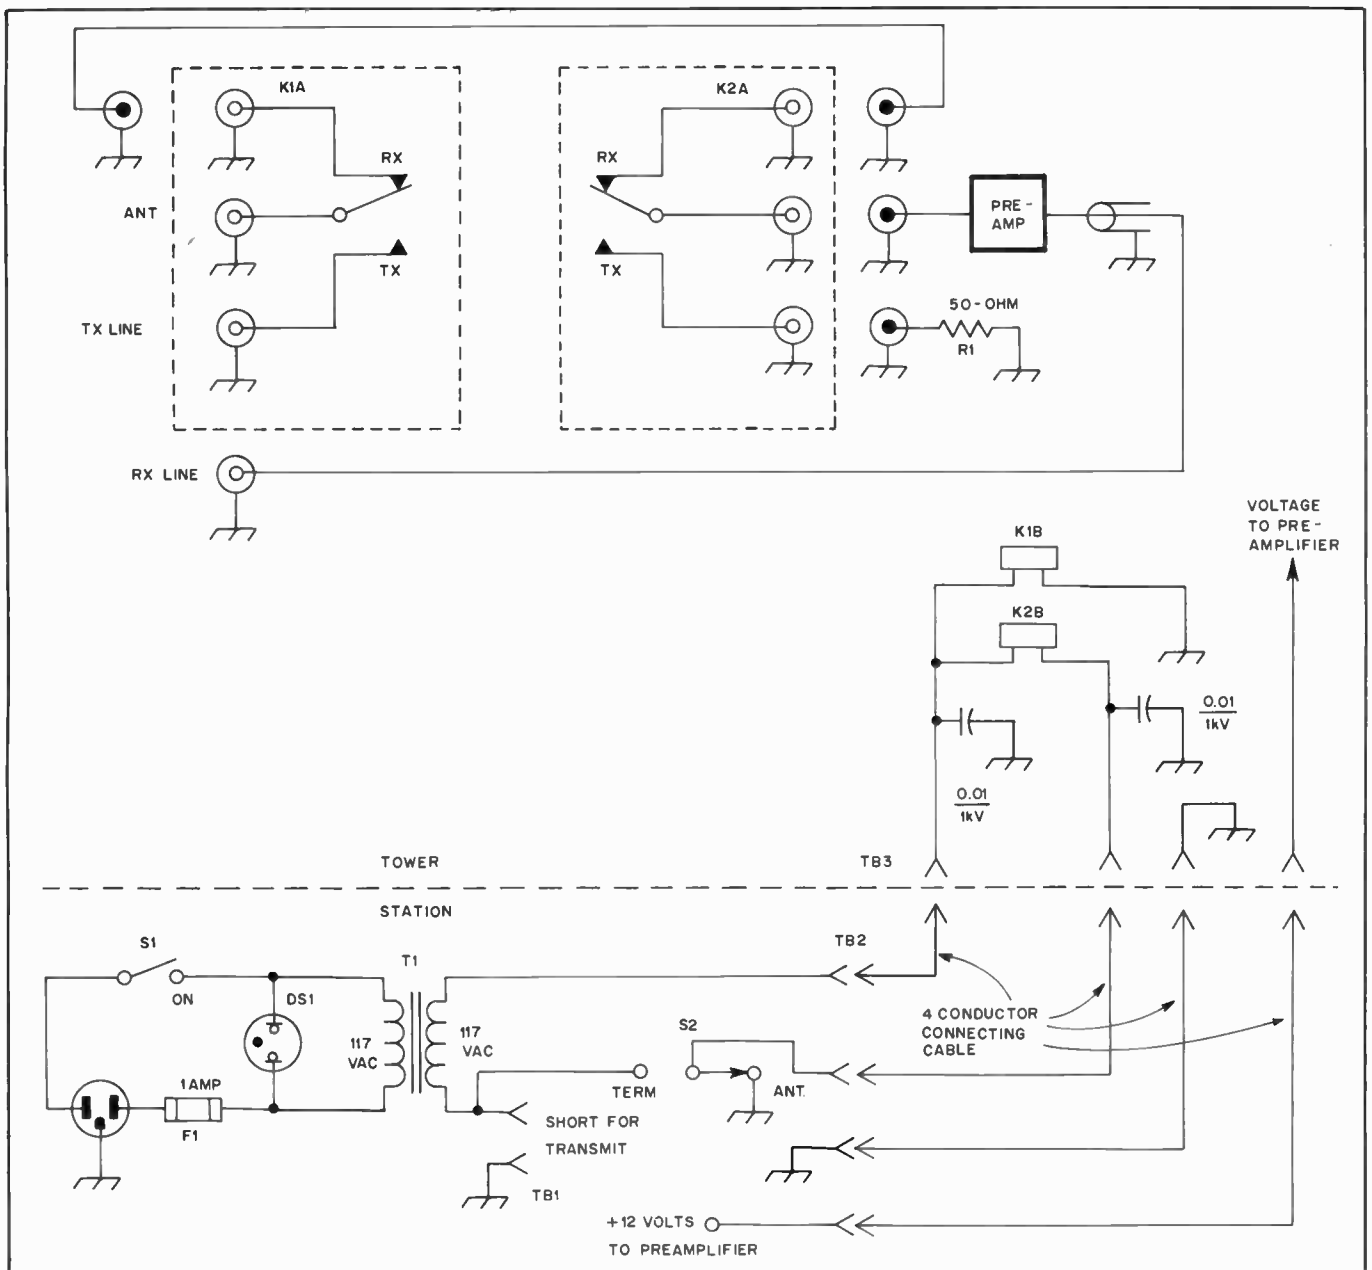 K1A
K2A
RX
RX
ANT
PRE-
AMP
TX
TX
TX LINE
50-OHM
R1
RX LINE
VOLTAGE
TO PRE-
AMPLIFIER
K1B
K2B
0.01
1kV
0.01
1kV
TOWER
TB3
STATION
S1
ON
DS1
T1
TB2
117
VAC
117
VAC
S2
4 CONDUCTOR
CONNECTING
CABLE
1 AMP
F1
TERM
ANT.
SHORT FOR
TRANSMIT
TB1
+12 VOLTS
TO PREAMPLIFIER